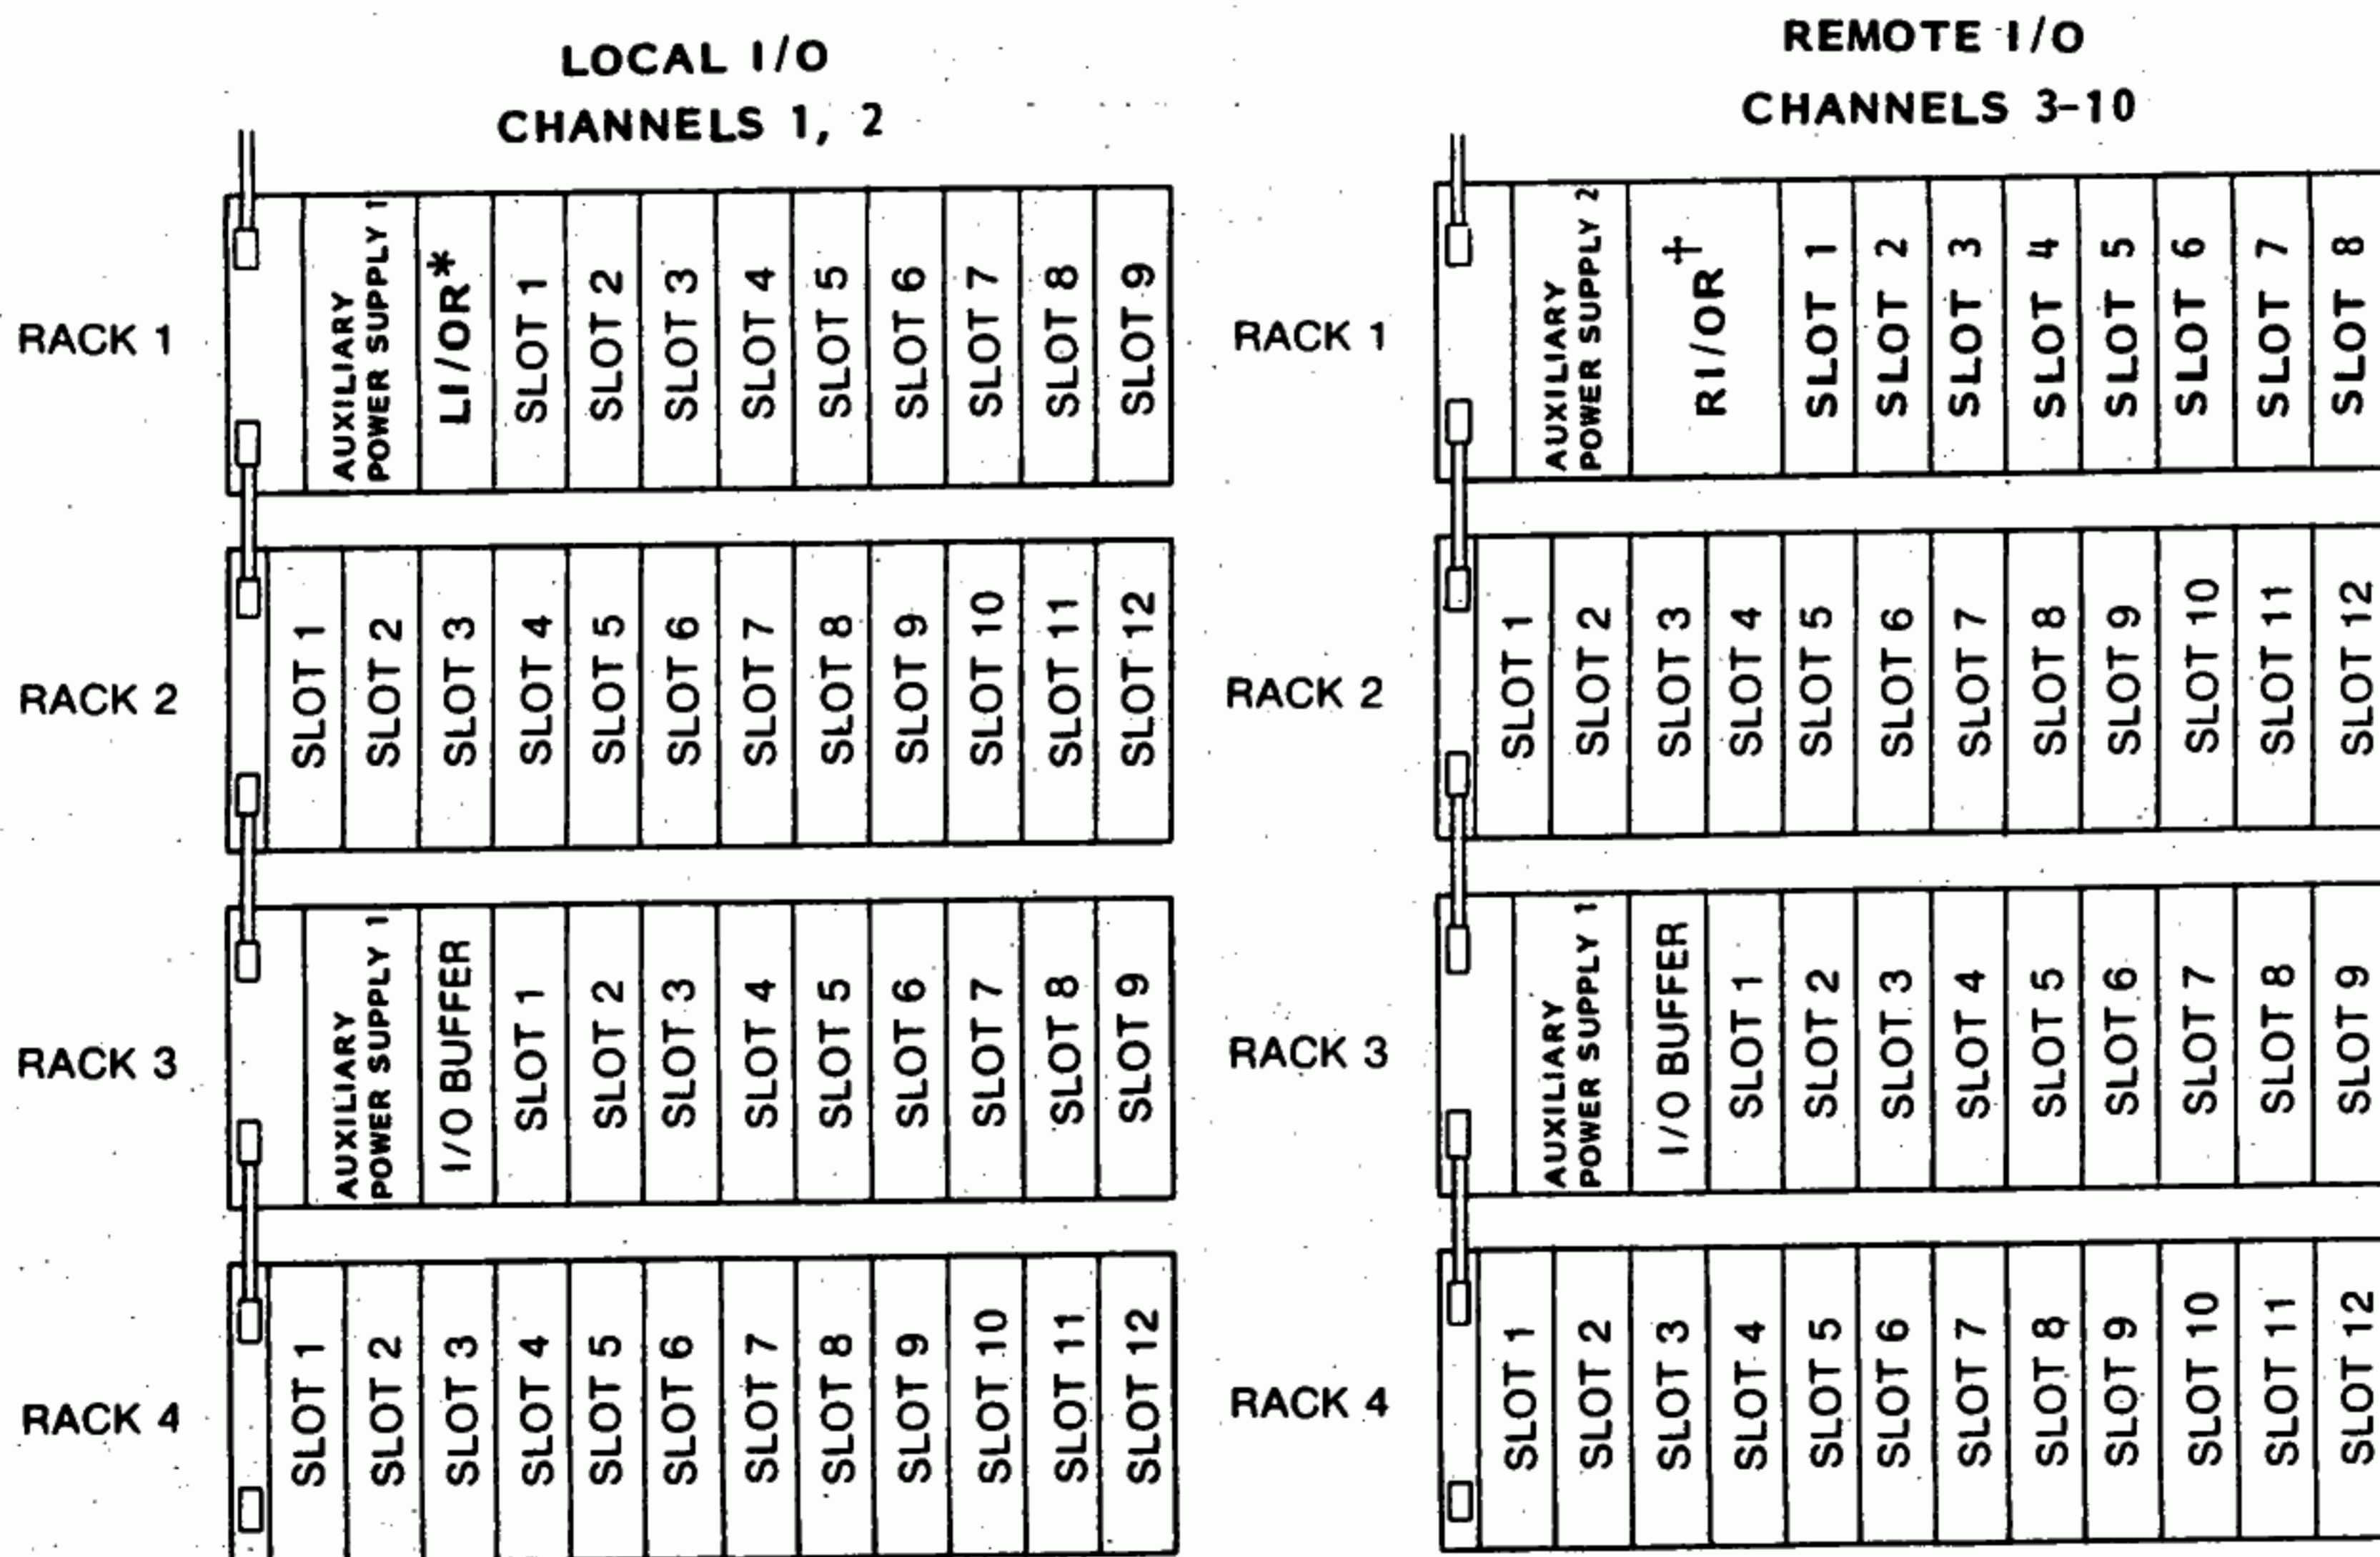 LOCAL I/O
CHANNELS 1, 2
RACK 1
AUXILIARY
POWER SUPPLY 1
LI/OR*
SLOT 1
SLOT 2
SLOT 3
SLOT 4
SLOT 5
SLOT 6
SLOT 7
SLOT 8
SLOT 9
RACK 2
SLOT 1
SLOT 2
SLOT 3
SLOT 4
SLOT 5
SLOT 6
SLOT 7
SLOT 8
SLOT 9
SLOT 10
SLOT 11
SLOT 12
RACK 3
AUXILIARY
POWER SUPPLY 1
I/O BUFFER
SLOT 1
SLOT 2
SLOT 3
SLOT 4
SLOT 5
SLOT 6
SLOT 7
SLOT 8
SLOT 9
RACK 4
SLOT 1
SLOT 2
SLOT 3
SLOT 4
SLOT 5
SLOT 6
SLOT 7
SLOT 8
SLOT 9
SLOT 10
SLOT 11
SLOT 12
REMOTE I/O
CHANNELS 3-10
RACK 1
AUXILIARY
POWER SUPPLY 2
RI/OR†
SLOT 1
SLOT 2
SLOT 3
SLOT 4
SLOT 5
SLOT 6
SLOT 7
SLOT 8
RACK 2
SLOT 1
SLOT 2
SLOT 3
SLOT 4
SLOT 5
SLOT 6
SLOT 7
SLOT 8
SLOT 9
SLOT 10
SLOT 11
SLOT 12
RACK 3
AUXILIARY
POWER SUPPLY 1
I/O BUFFER
SLOT 1
SLOT 2
SLOT 3
SLOT 4
SLOT 5
SLOT 6
SLOT 7
SLOT 8
SLOT 9
RACK 4
SLOT 1
SLOT 2
SLOT 3
SLOT 4
SLOT 5
SLOT 6
SLOT 7
SLOT 8
SLOT 9
SLOT 10
SLOT 11
SLOT 12